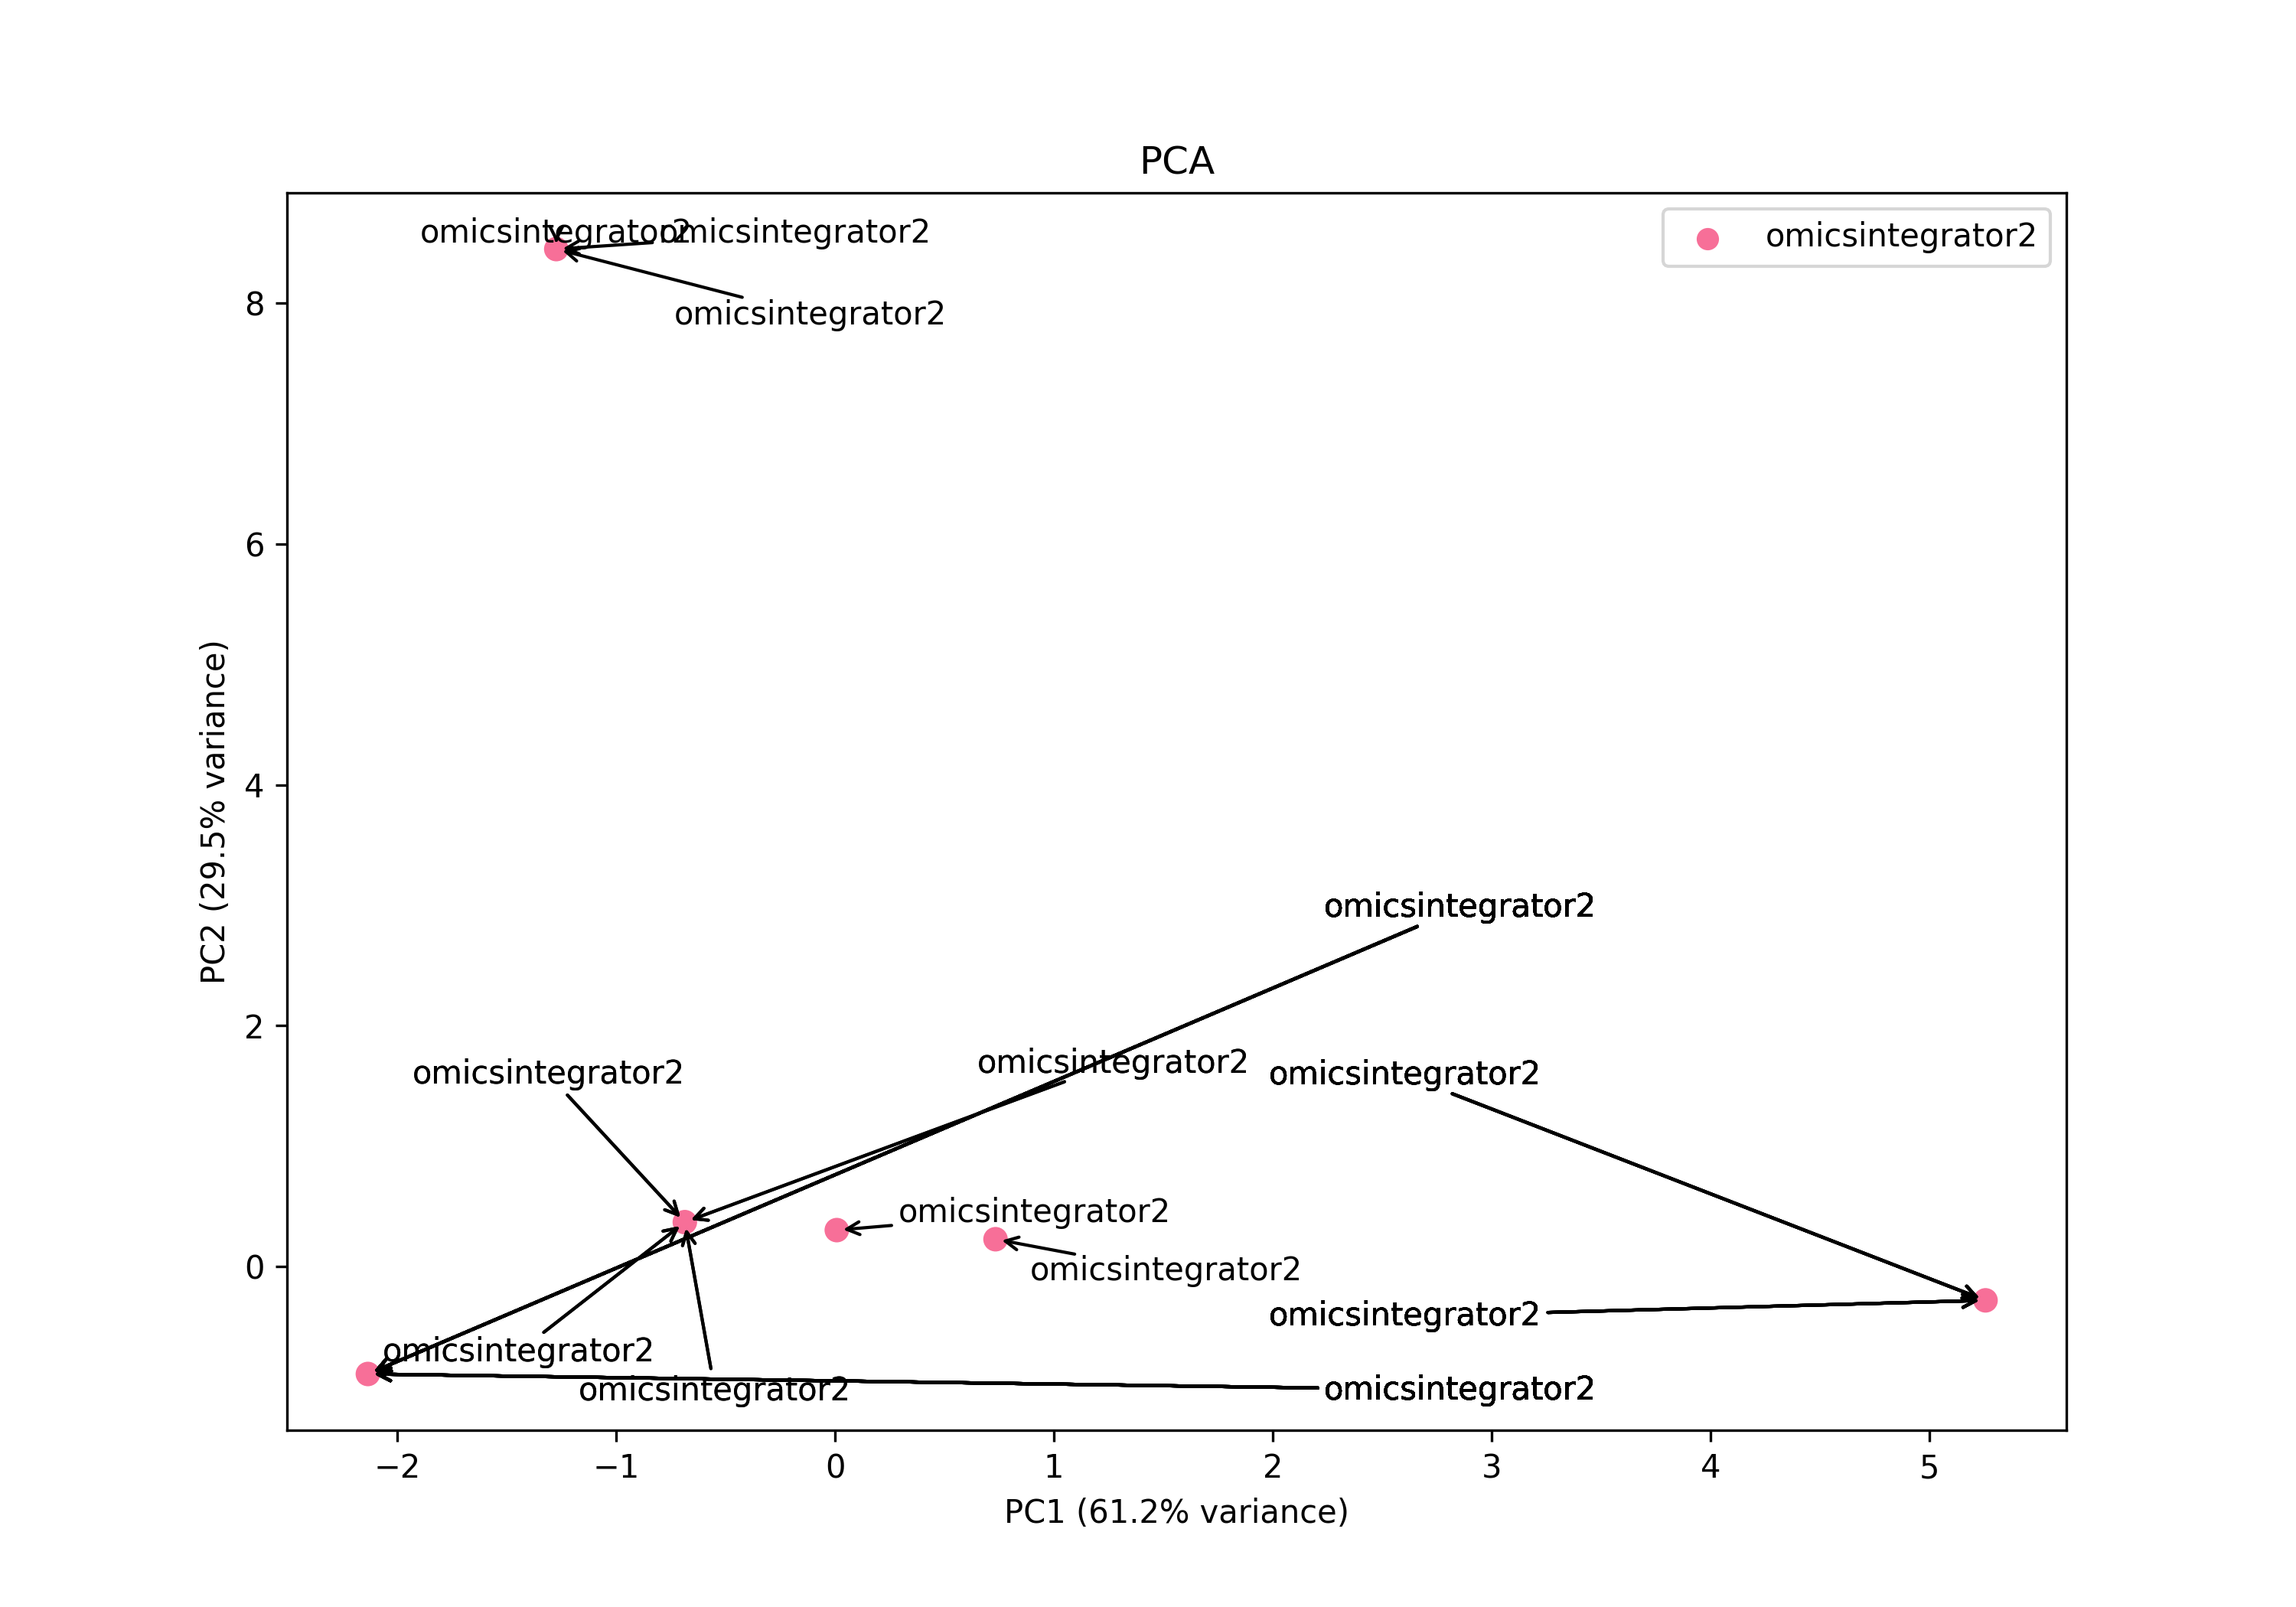 PCA
omicsintegrator2
omicsintegrator2
omicsintegrator2
omicsintegrator2
8
6
4
2
0
PC2 (29.5% variance)
omicsintegrator2
omicsintegrator2
omicsintegrator2
omicsintegrator2
omicsintegrator2
omicsintegrator2
omicsintegrator2
omicsintegrator2
omicsintegrator2
omicsintegrator2
−2
−1
0
1
2
3
4
5
PC1 (61.2% variance)